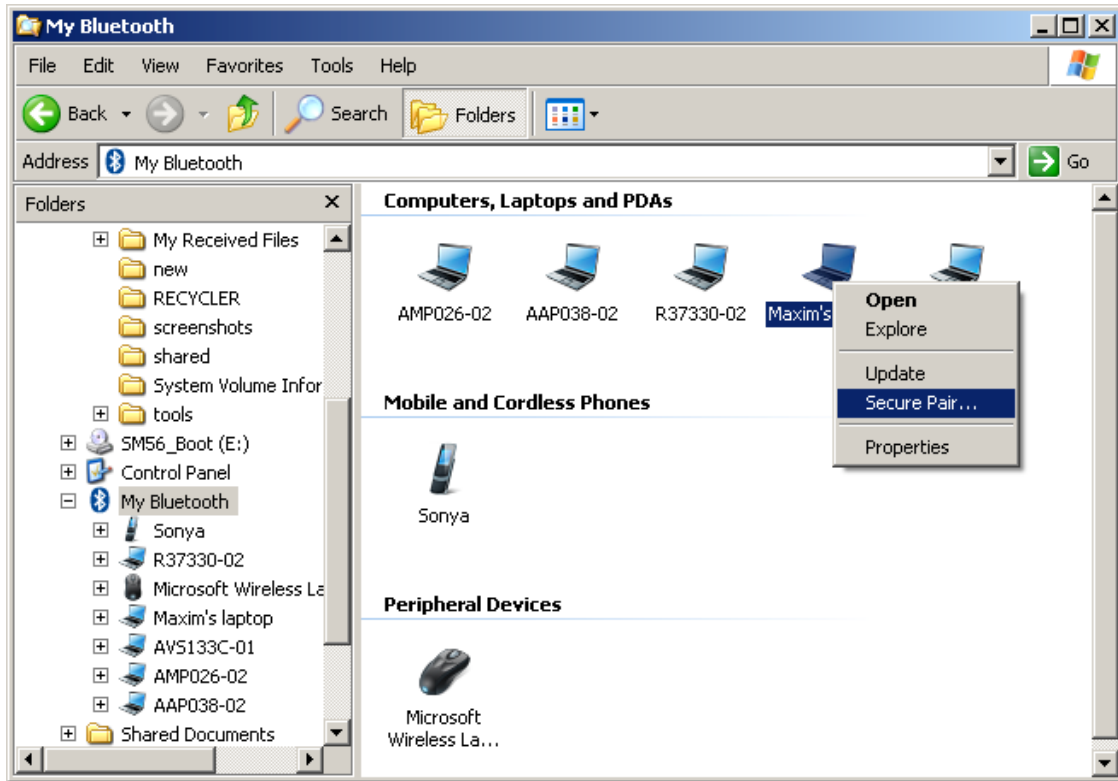 My Bluetooth
File Edit View Favorites Tools Help
Back Search Folders
Address My Bluetooth Go
Folders
My Received Files
new
RECYCLER
screenshots
shared
System Volume Infor
tools
SM56_Boot (E:)
Control Panel
My Bluetooth
Sonya
R37330-02
Microsoft Wireless La
Maxim's laptop
AVS133C-01
AMP026-02
AAP038-02
Shared Documents
Computers, Laptops and PDAs
AMP026-02 AAP038-02 R37330-02 Maxim's
Open
Explore
Update
Secure Pair...
Properties
Mobile and Cordless Phones
Sonya
Peripheral Devices
Microsoft
Wireless La...